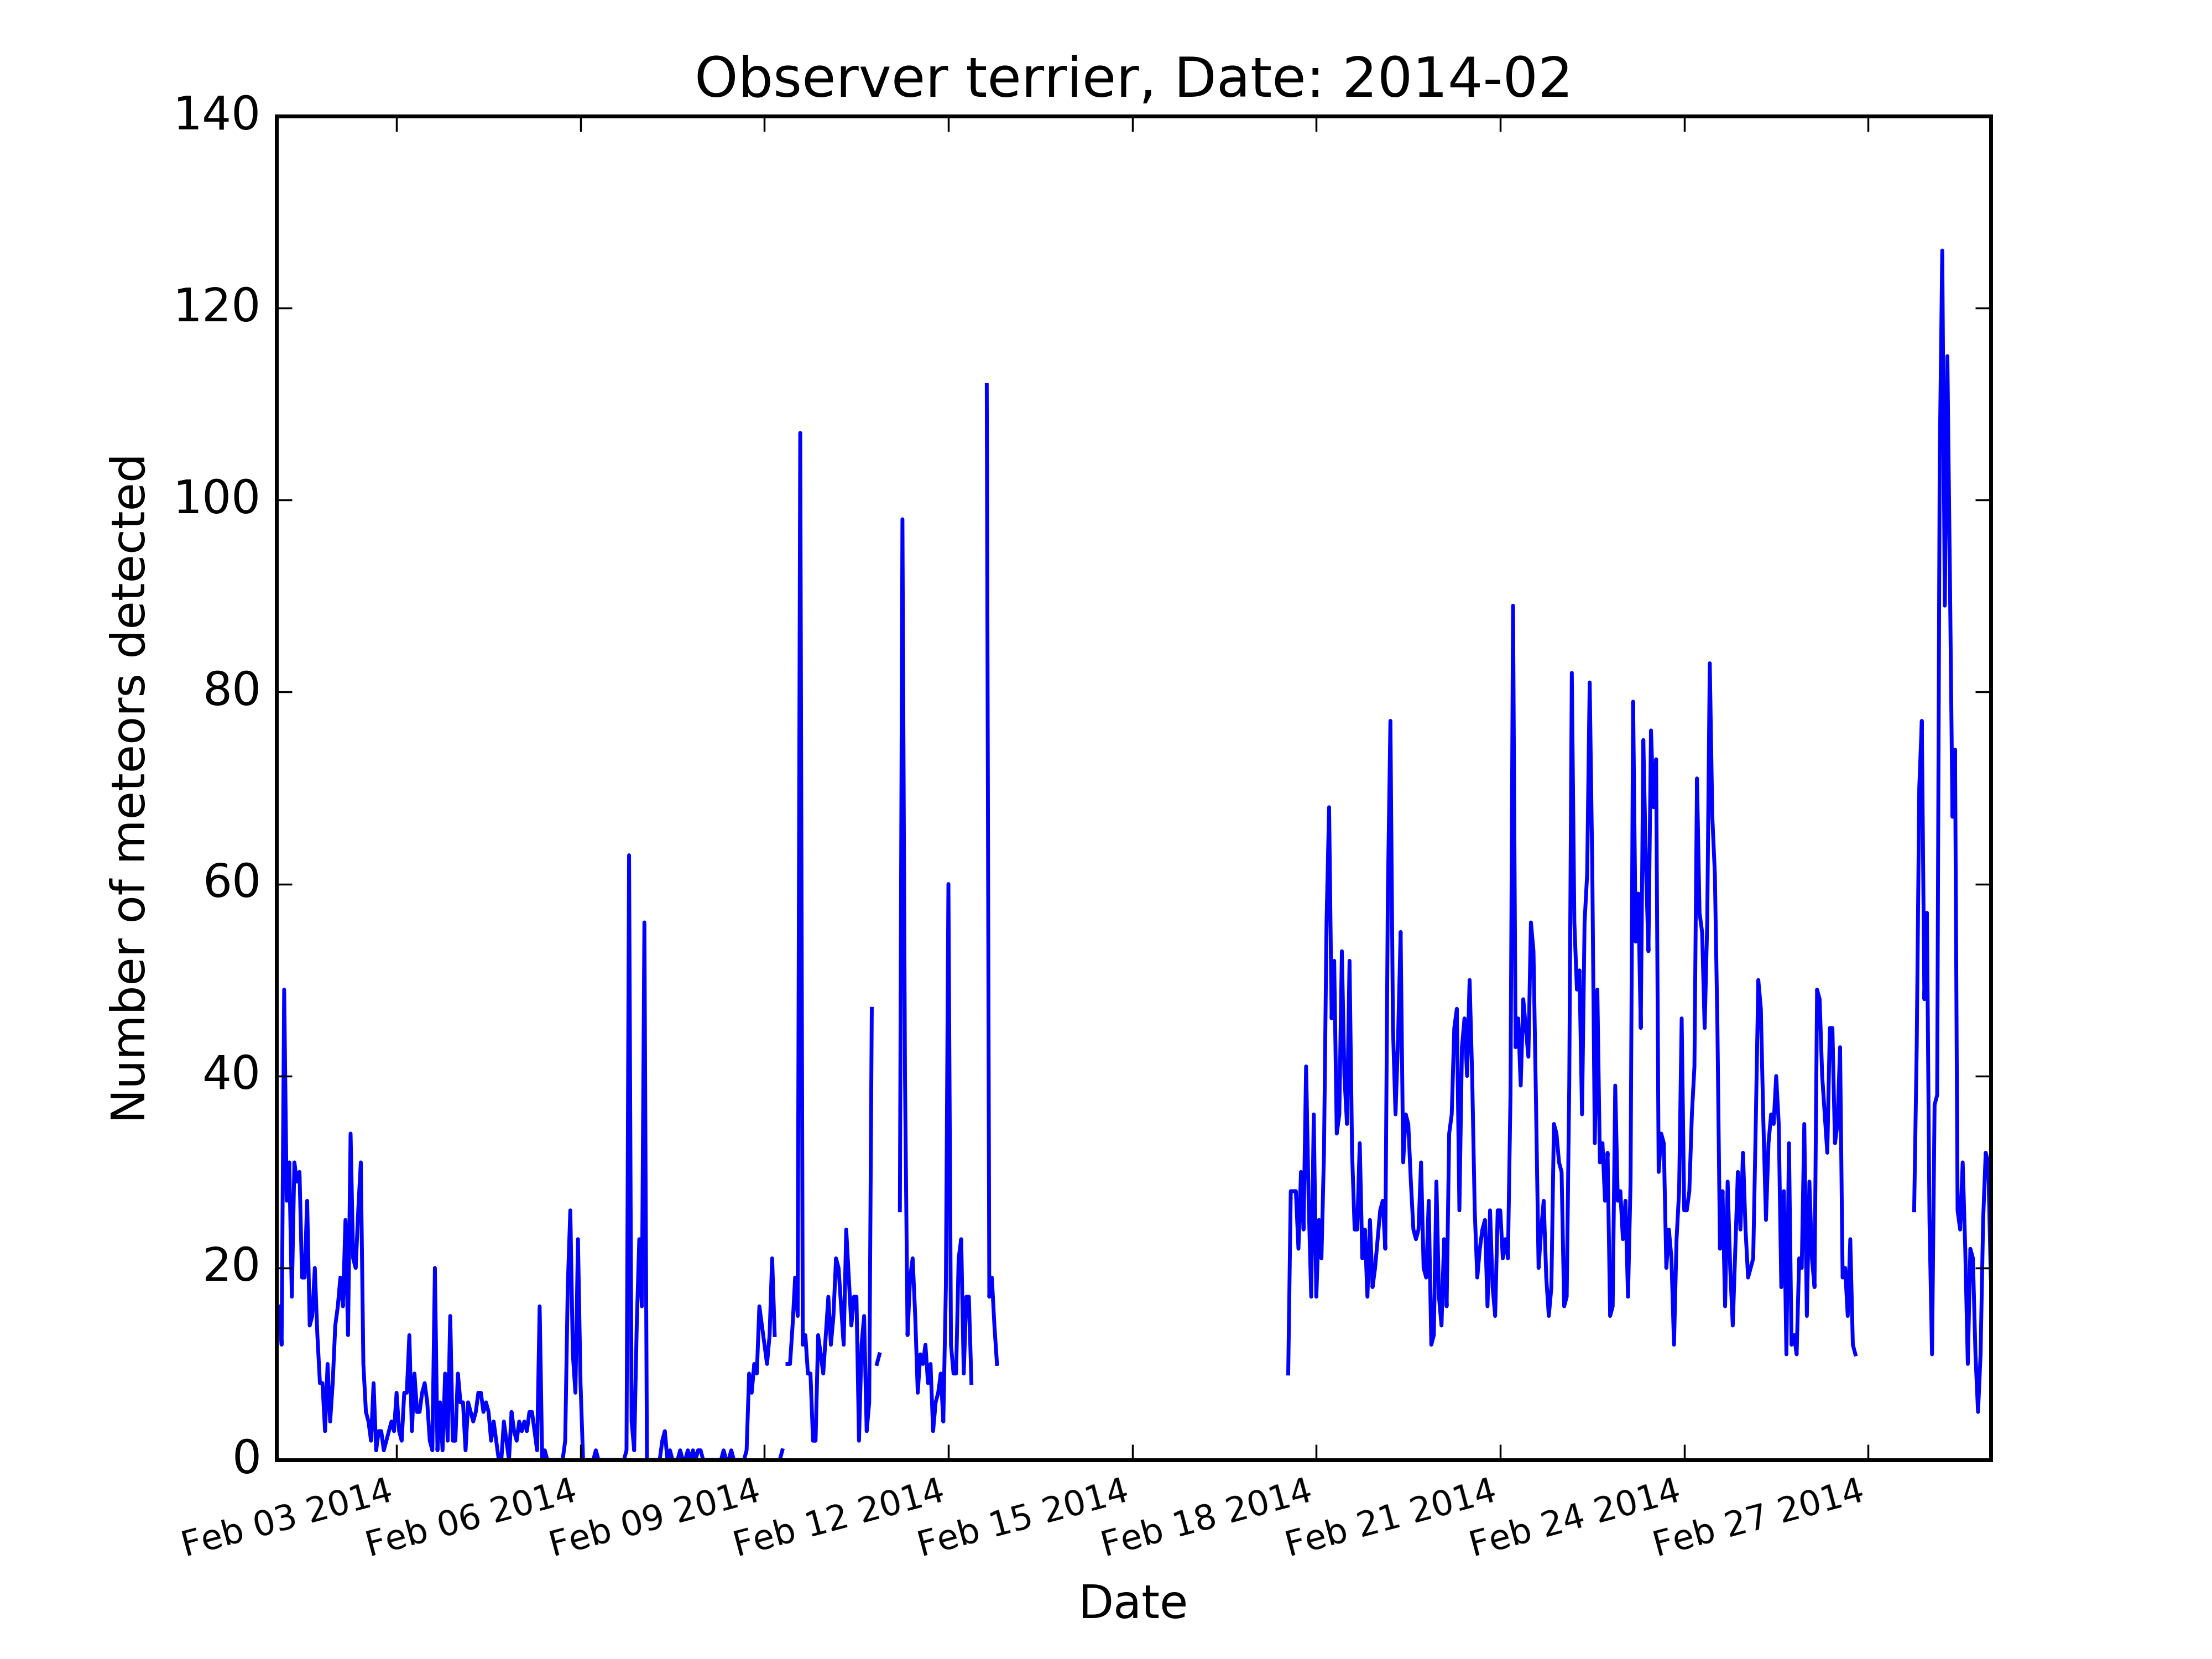 Observer terrier, Date: 2014-02
140
120
100
80
60
40
20
0
Number of meteors detected
Feb 03 2014
Feb 06 2014
Feb 09 2014
Feb 12 2014
Feb 15 2014
Feb 18 2014
Feb 21 2014
Feb 24 2014
Feb 27 2014
Date